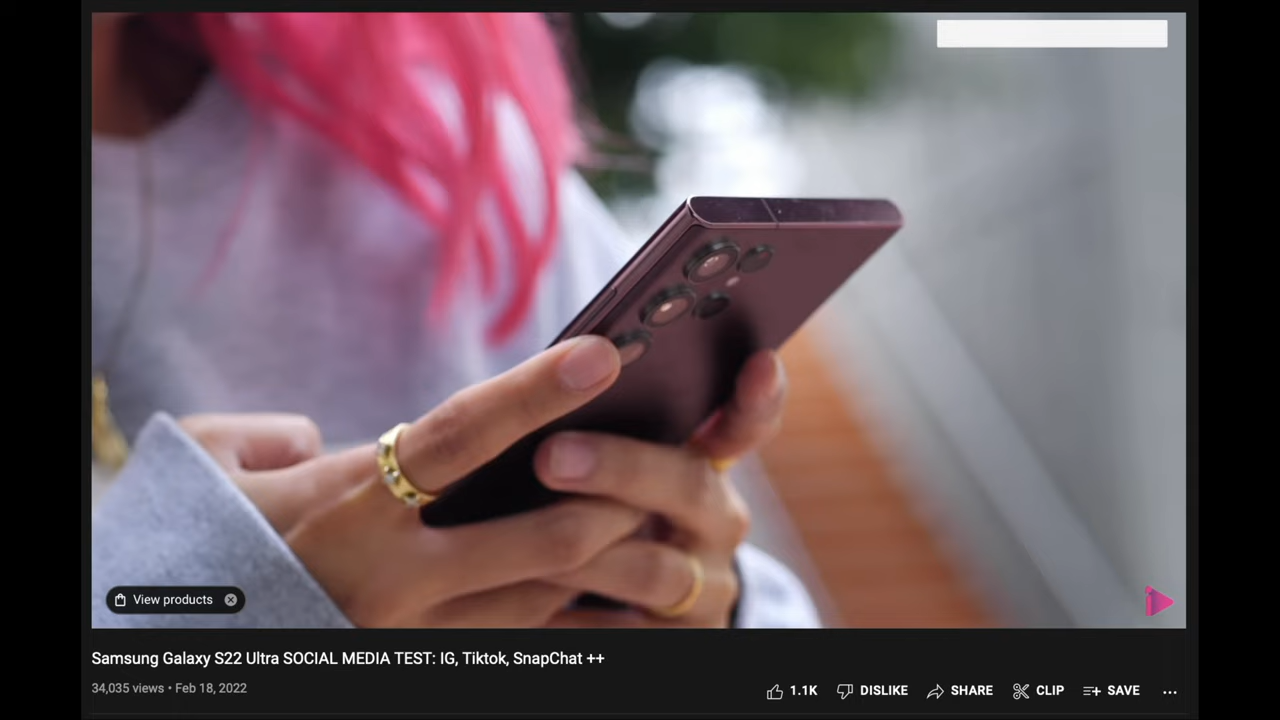 View products
Samsung Galaxy S22 Ultra SOCIAL MEDIA TEST: IG, Tiktok, SnapChat ++
34,035 views • Feb 18, 2022
1.1K DISLIKE SHARE CLIP SAVE ...